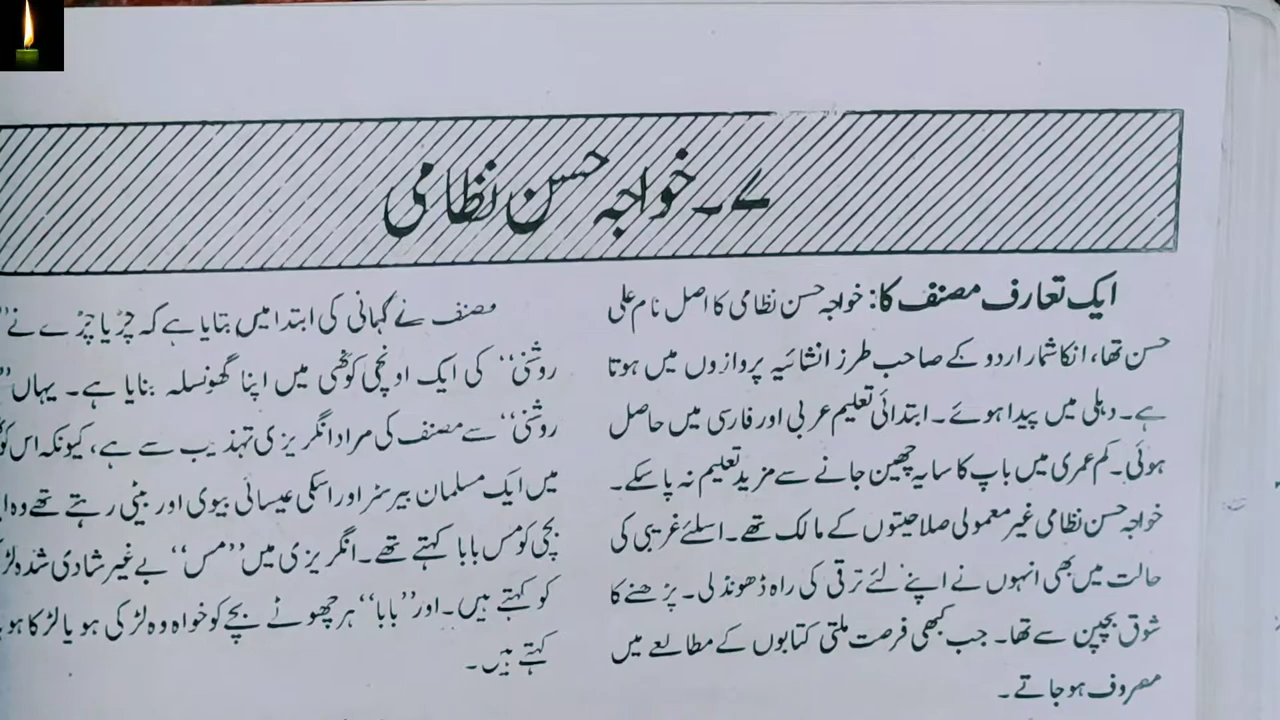 ۷۔ خواجہ حسن نظامی
ایک تعارف مصنف کا: خواجہ حسن نظامی کا اصل نام علی
حسن تھا، انکا شمار اردو کے صاحب طرز انشائیہ پروازوں میں ہوتا
ہے۔ دہلی میں پیدا ہوئے۔ ابتدائی تعلیم عربی اور فارسی میں حاصل
ہوئی۔ کم عمری میں باپ کا سایہ چھین جانے سے مزید تعلیم نہ پا سکے۔
خواجہ حسن نظامی غیر معمولی صلاحیتوں کے مالک تھے۔ اسلئے غریبی کی
حالت میں بھی انہوں نے اپنے لئے ترقی کی راہ ڈھونڈ لی۔ پڑھنے کا
شوق بچپن سے تھا۔ جب کبھی فرصت ملتی کتابوں کے مطالعے میں
مصروف ہو جاتے۔
مصنف نے کہانی کی ابتدا میں بتایا ہے کہ چڑیا چڑے نے ’’
روشنی‘‘ کی ایک اونچی کوٹھی میں اپنا گھونسلہ بنایا ہے۔ یہاں ’’
روشنی‘‘ سے مصنف کی مراد انگریزی تہذیب سے ہے، کیونکہ اس
میں ایک مسلمان بیرسٹر اور اسکی عیسائی بیوی اور بیٹی رہتے تھے وہ
بچی کو مس بابا کہتے تھے۔ انگریزی میں ’’مس‘‘ بے غیر شادی شدہ
کو کہتے ہیں۔ اور ’’بابا‘‘ ہر چھوٹے بچے کو خواہ وہ لڑکی ہو یا لڑکا ہو
کہتے ہیں۔